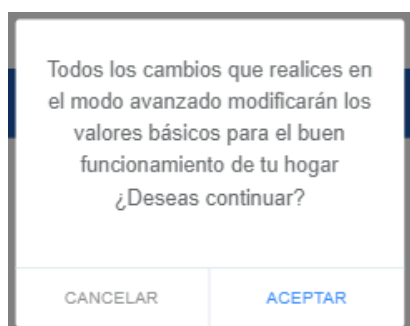 Todos los cambios que realices en
el modo avanzado modificarán los
valores básicos para el buen
funcionamiento de tu hogar
¿Deseas continuar?
CANCELAR
ACEPTAR